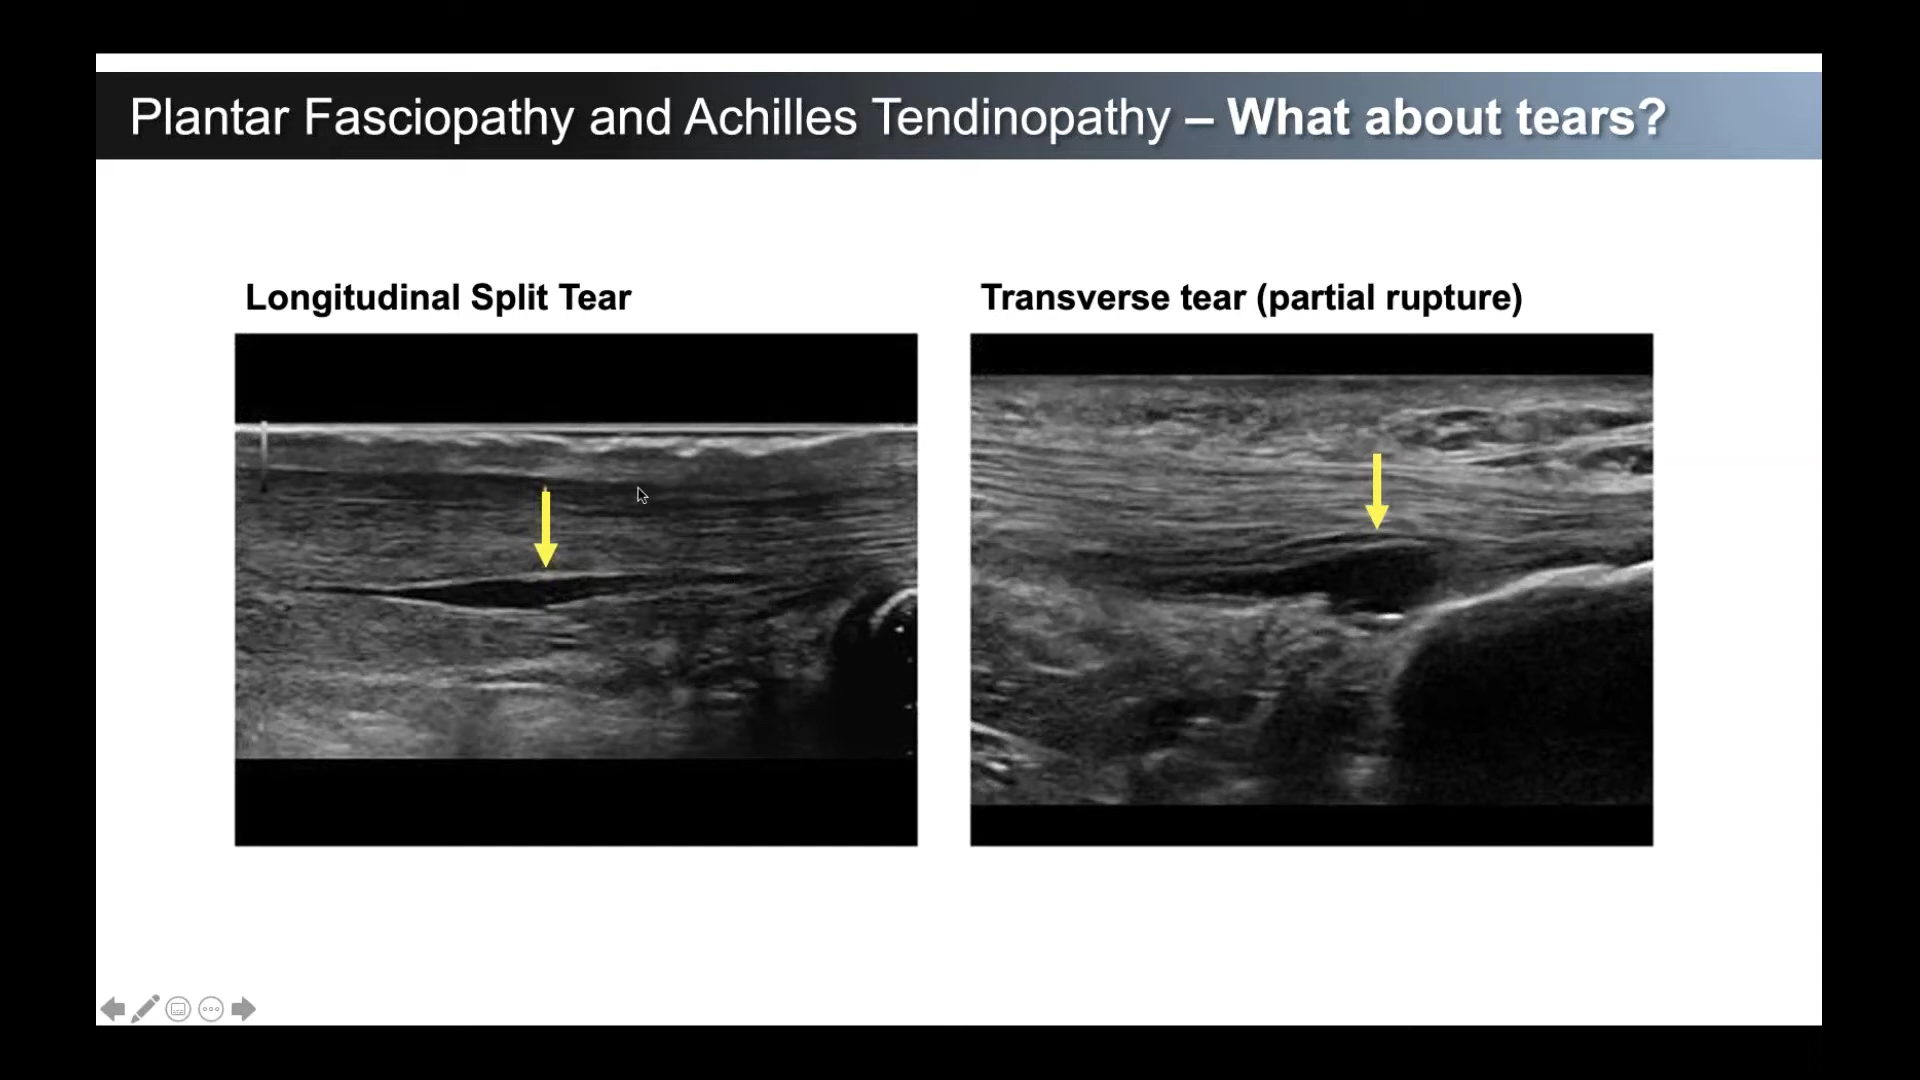 Plantar Fasciopathy and Achilles Tendinopathy – What about tears?
Longitudinal Split Tear
Transverse tear (partial rupture)